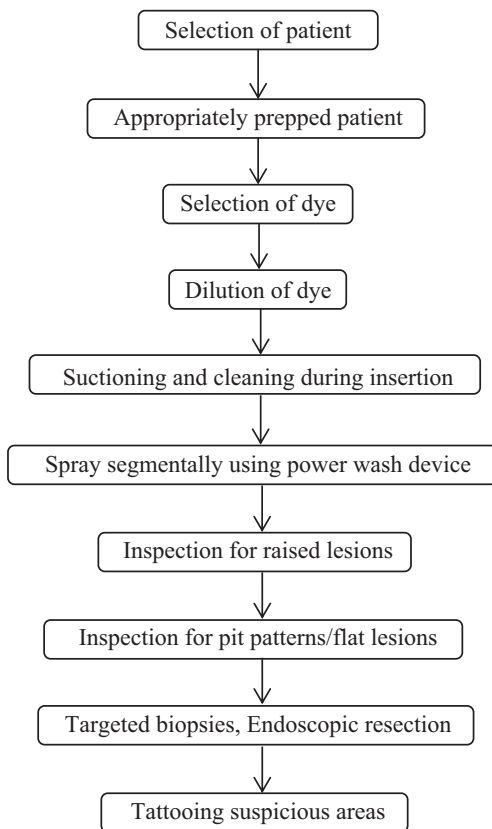 Selection of patient
Appropriately prepped patient
Selection of dye
Dilution of dye
Suctioning and cleaning during insertion
Spray segmentally using power wash device
Inspection for raised lesions
Inspection for pit patterns/flat lesions
Targeted biopsies, Endoscopic resection
Tattooing suspicious areas